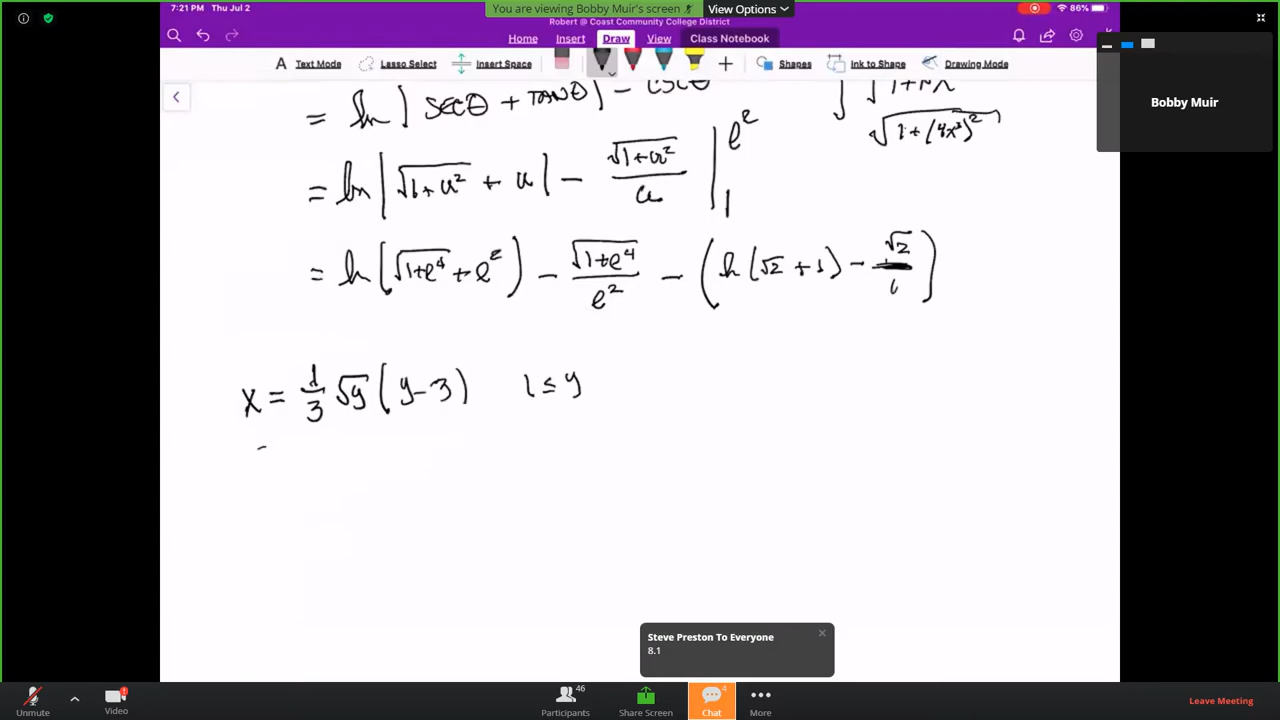 You are viewing Bobby Muir's screen View Options
7:21 PM Thu Jul 2
86%
Robert @ Coast Community College District
Home Insert Draw View Class Notebook
Text Mode Lasso Select Insert Space Shapes Ink to Shape Drawing Mode
Bobby Muir
= ln | SECθ + TANθ | - CSCθ
√1+(4x³)²
= ln | √1+u² + u | - √1+u² / u | e² 1
= ln ( √1+e⁴ + e² ) - √1+e⁴ / e² - ( ln ( √2 + 1 ) - √2 / 1 )
x = 1/3 √y ( y - 3 ) 1 ≤ y
Steve Preston To Everyone
8.1
Unmute Video Participants 46 Share Screen Chat 4 More Leave Meeting